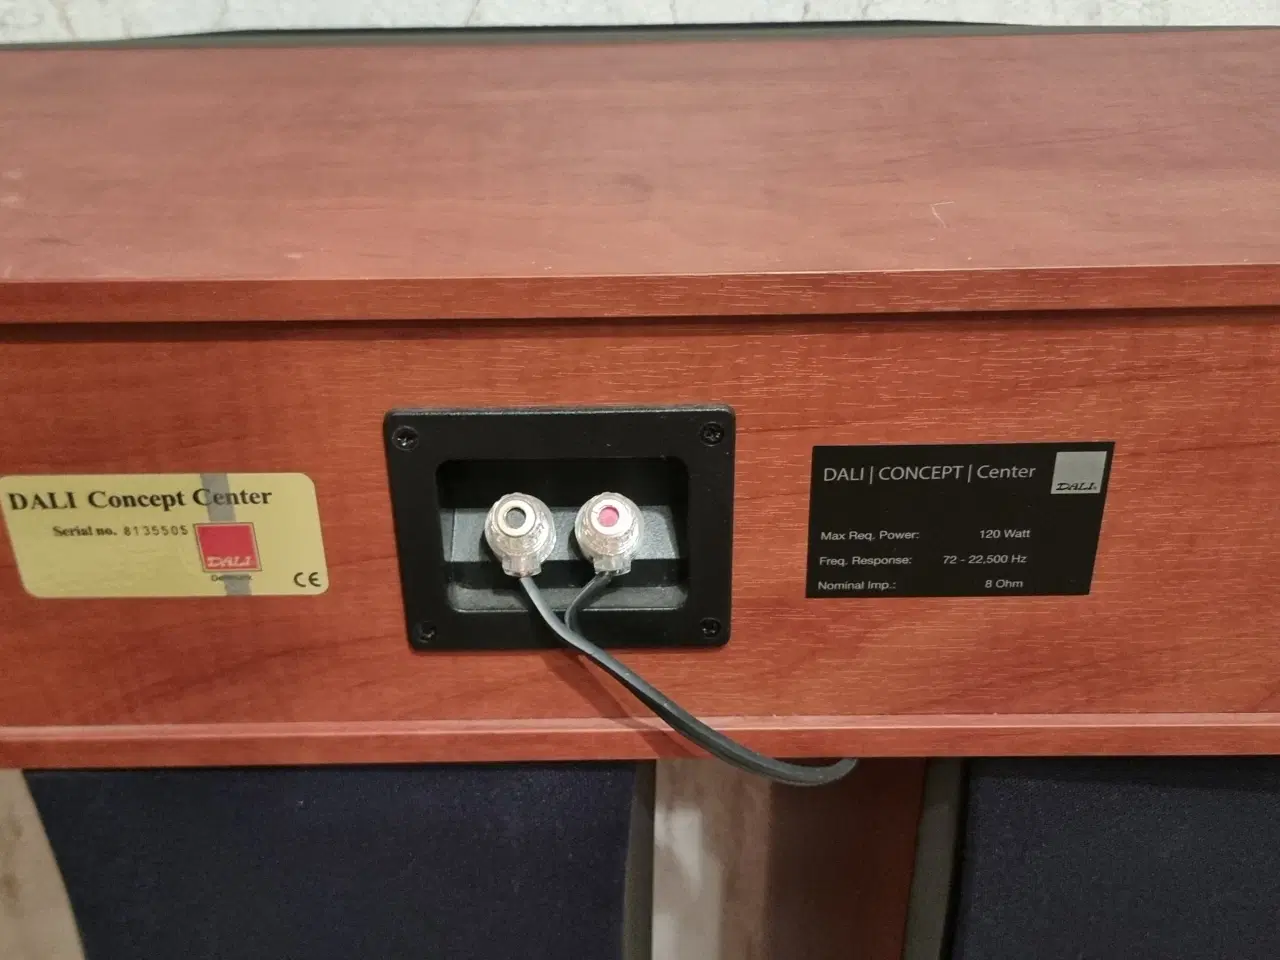 DALI Concept Center
Serial no. 8135505
DALI
Denmark
CE
DALI | CONCEPT | Center
DALI
Max Req. Power: 120 Watt
Freq. Response: 72 - 22,500 Hz
Nominal Imp.: 8 Ohm